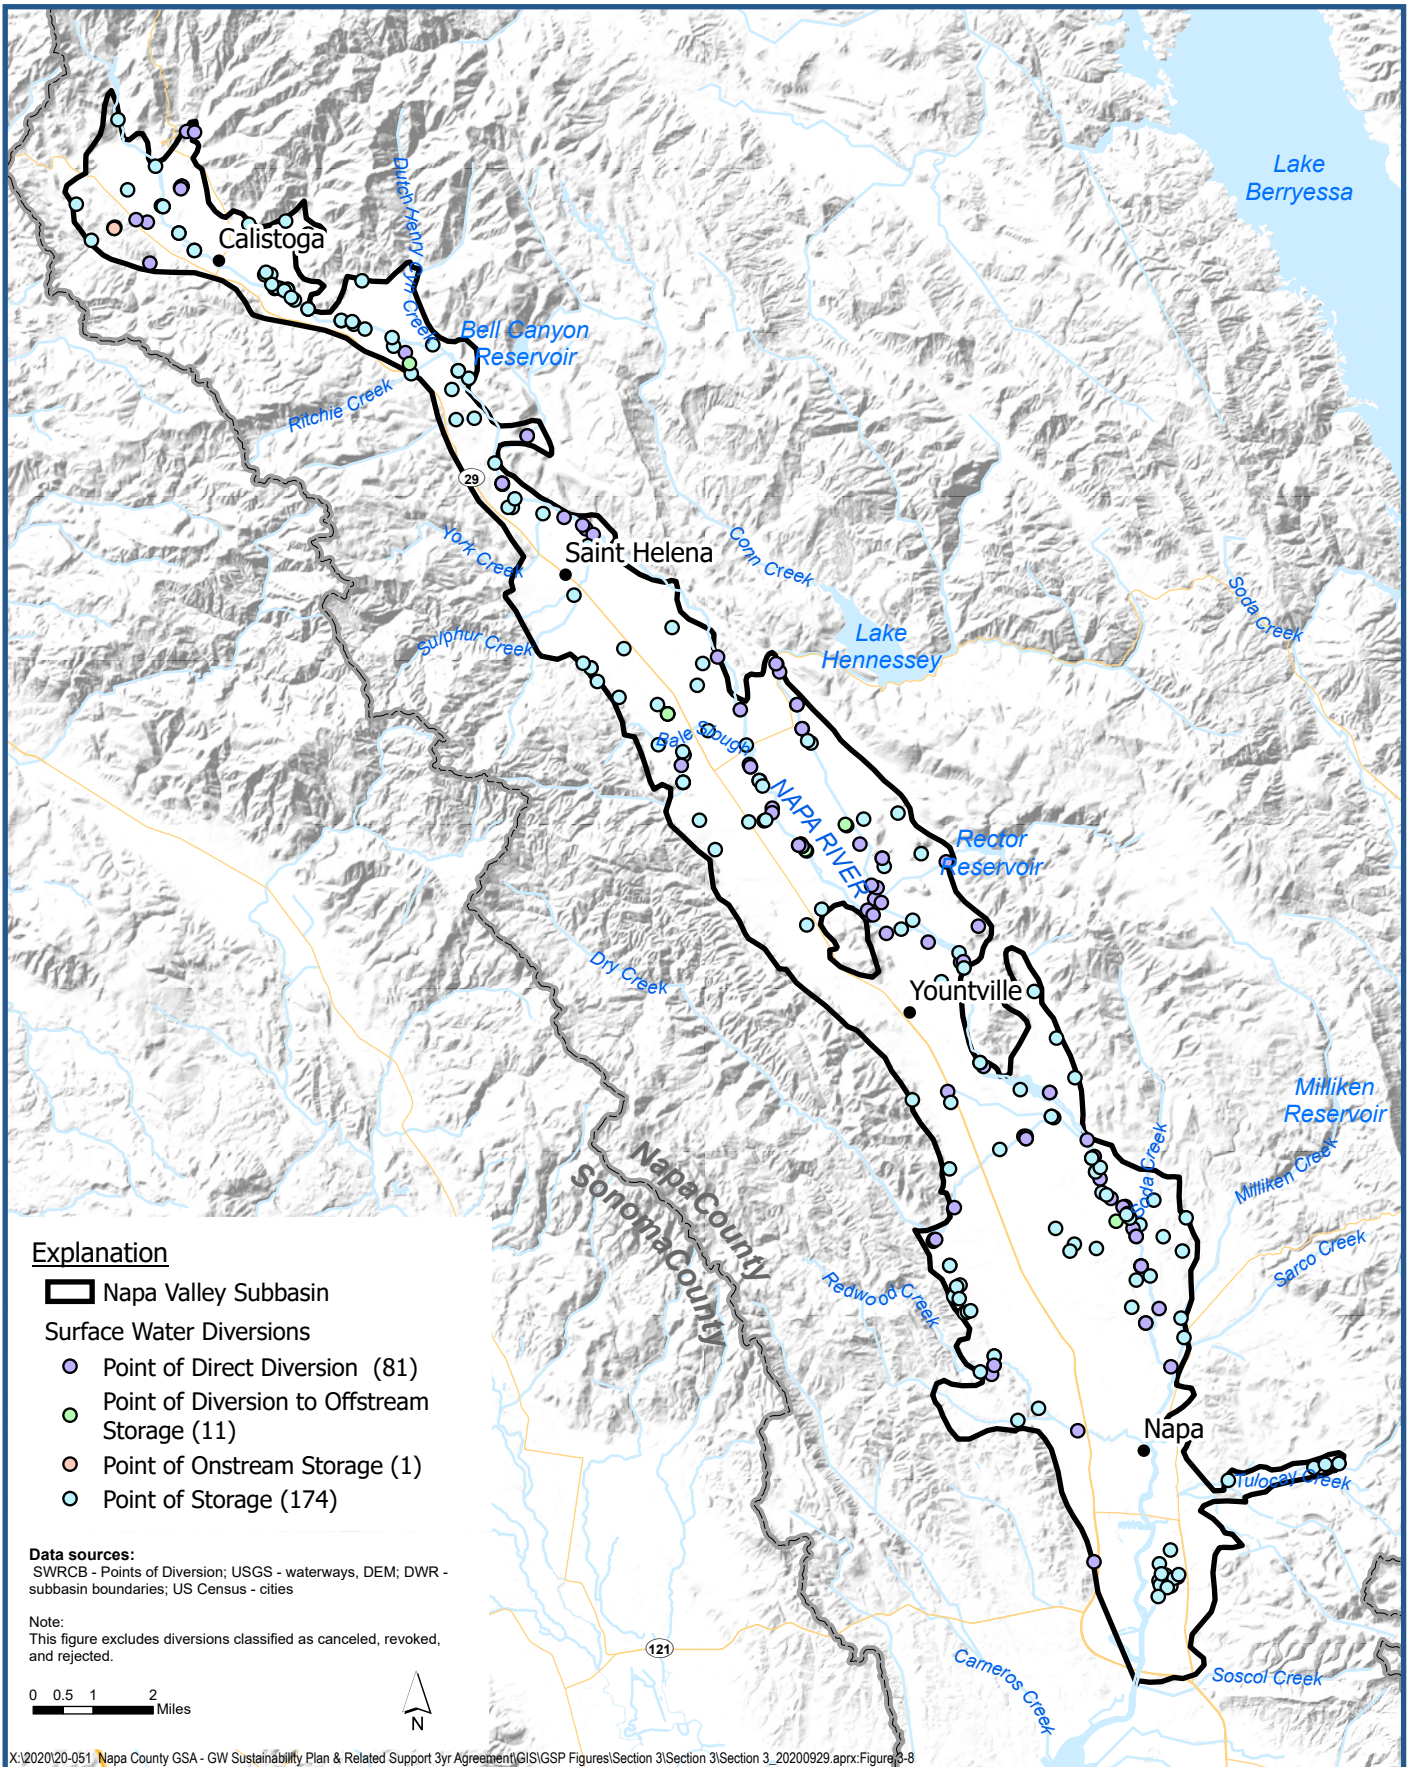 Lake
Berryessa
Calistoga
Dutch Henry Cyn Creek
Bell Canyon
Reservoir
Ritchie Creek
29
York Creek
Saint Helena
Conn Creek
Soda Creek
Sulphur Creek
Lake
Hennessey
Bale Slough
NAPA RIVER
Rector
Reservoir
Dry Creek
Yountville
Milliken
Reservoir
Soda Creek
Milliken Creek
NapaCounty
SonomaCounty
Sarco Creek
Redwood Creek
Napa
Tulocay Creek
121
Carneros Creek
Soscol Creek
Explanation
Napa Valley Subbasin
Surface Water Diversions
Point of Direct Diversion (81)
Point of Diversion to Offstream
Storage (11)
Point of Onstream Storage (1)
Point of Storage (174)
Data sources:
SWRCB - Points of Diversion; USGS - waterways, DEM; DWR -
subbasin boundaries; US Census - cities
Note:
This figure excludes diversions classified as canceled, revoked,
and rejected.
0 0.5 1 2
Miles
N
X:\2020\20-051 Napa County GSA - GW Sustainability Plan & Related Support 3yr Agreement\GIS\GSP Figures\Section 3\Section 3\Section 3_20200929.aprx:Figure 3-8